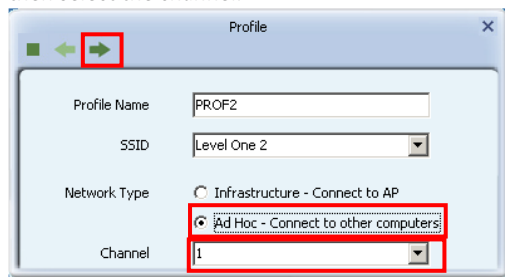 Profile
Profile Name PROF2
SSID Level One 2
Network Type Infrastructure - Connect to AP
Ad Hoc - Connect to other computers
Channel 1